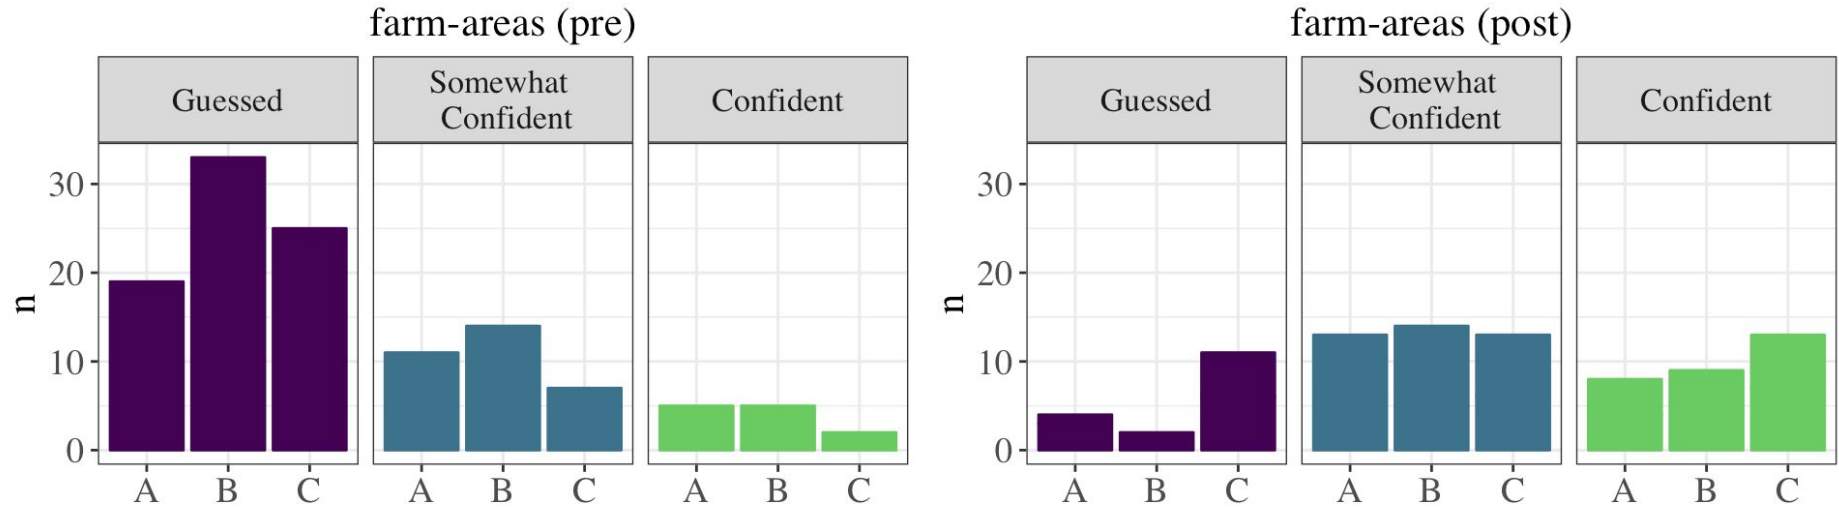 farm-areas (pre)
Guessed
Somewhat
Confident
Confident
n
30
20
10
0
A B C
A B C
A B C
farm-areas (post)
Guessed
Somewhat
Confident
Confident
n
30
20
10
0
A B C
A B C
A B C